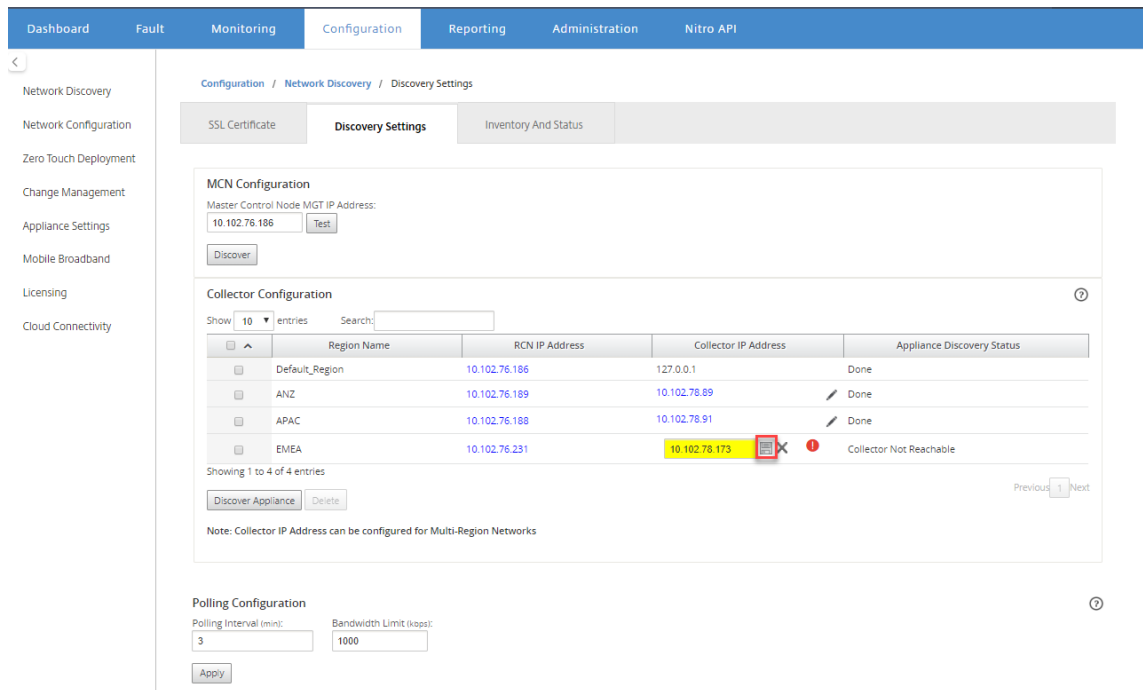 Dashboard Fault Monitoring Configuration Reporting Administration Nitro API
Network Discovery
Network Configuration
Zero Touch Deployment
Change Management
Appliance Settings
Mobile Broadband
Licensing
Cloud Connectivity
Configuration / Network Discovery / Discovery Settings
SSL Certificate Discovery Settings Inventory And Status
MCN Configuration
Master Control Node MGT IP Address:
10.102.76.186 Test
Discover
Collector Configuration
Show 10 entries Search:
Region Name RCN IP Address Collector IP Address Appliance Discovery Status
Default_Region 10.102.76.186 127.0.0.1 Done
ANZ 10.102.76.189 10.102.78.89 Done
APAC 10.102.76.188 10.102.78.91 Done
EMEA 10.102.76.231 10.102.78.173 Collector Not Reachable
Showing 1 to 4 of 4 entries
Previous 1 Next
Discover Appliance Delete
Note: Collector IP Address can be configured for Multi-Region Networks
Polling Configuration
Polling Interval (min): Bandwidth Limit (kbps):
3 1000
Apply